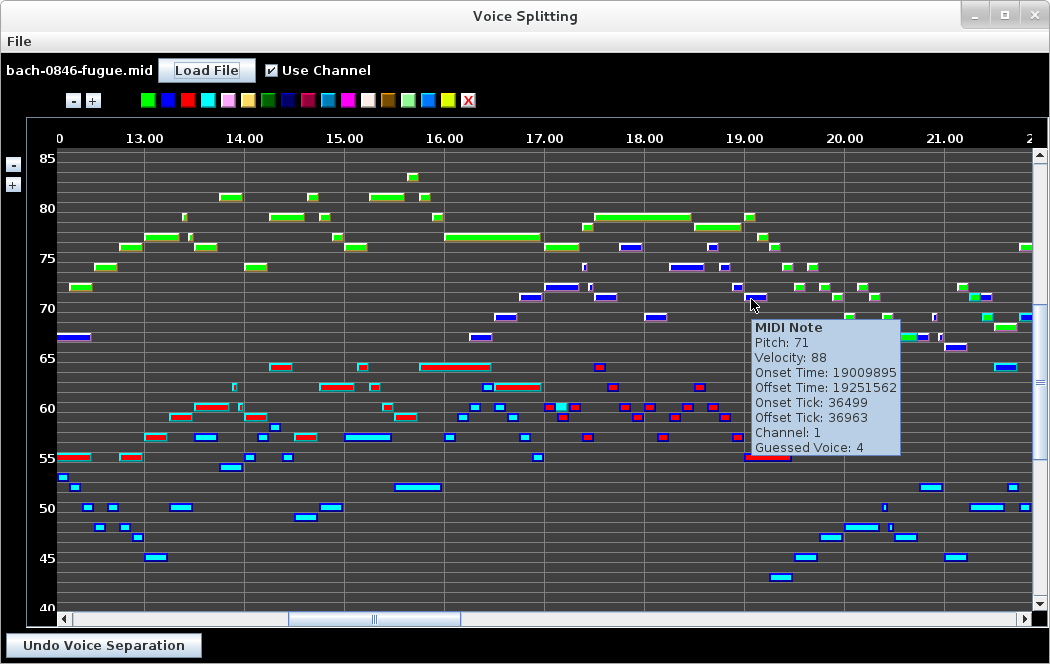 Voice Splitting
File
bach-0846-fugue.mid Load File Use Channel
- + X
0 13.00 14.00 15.00 16.00 17.00 18.00 19.00 20.00 21.00 2
-
+
85
80
75
70
65
60
55
50
45
40
MIDI Note
Pitch: 71
Velocity: 88
Onset Time: 19009895
Offset Time: 19251562
Onset Tick: 36499
Offset Tick: 36963
Channel: 1
Guessed Voice: 4
Undo Voice Separation